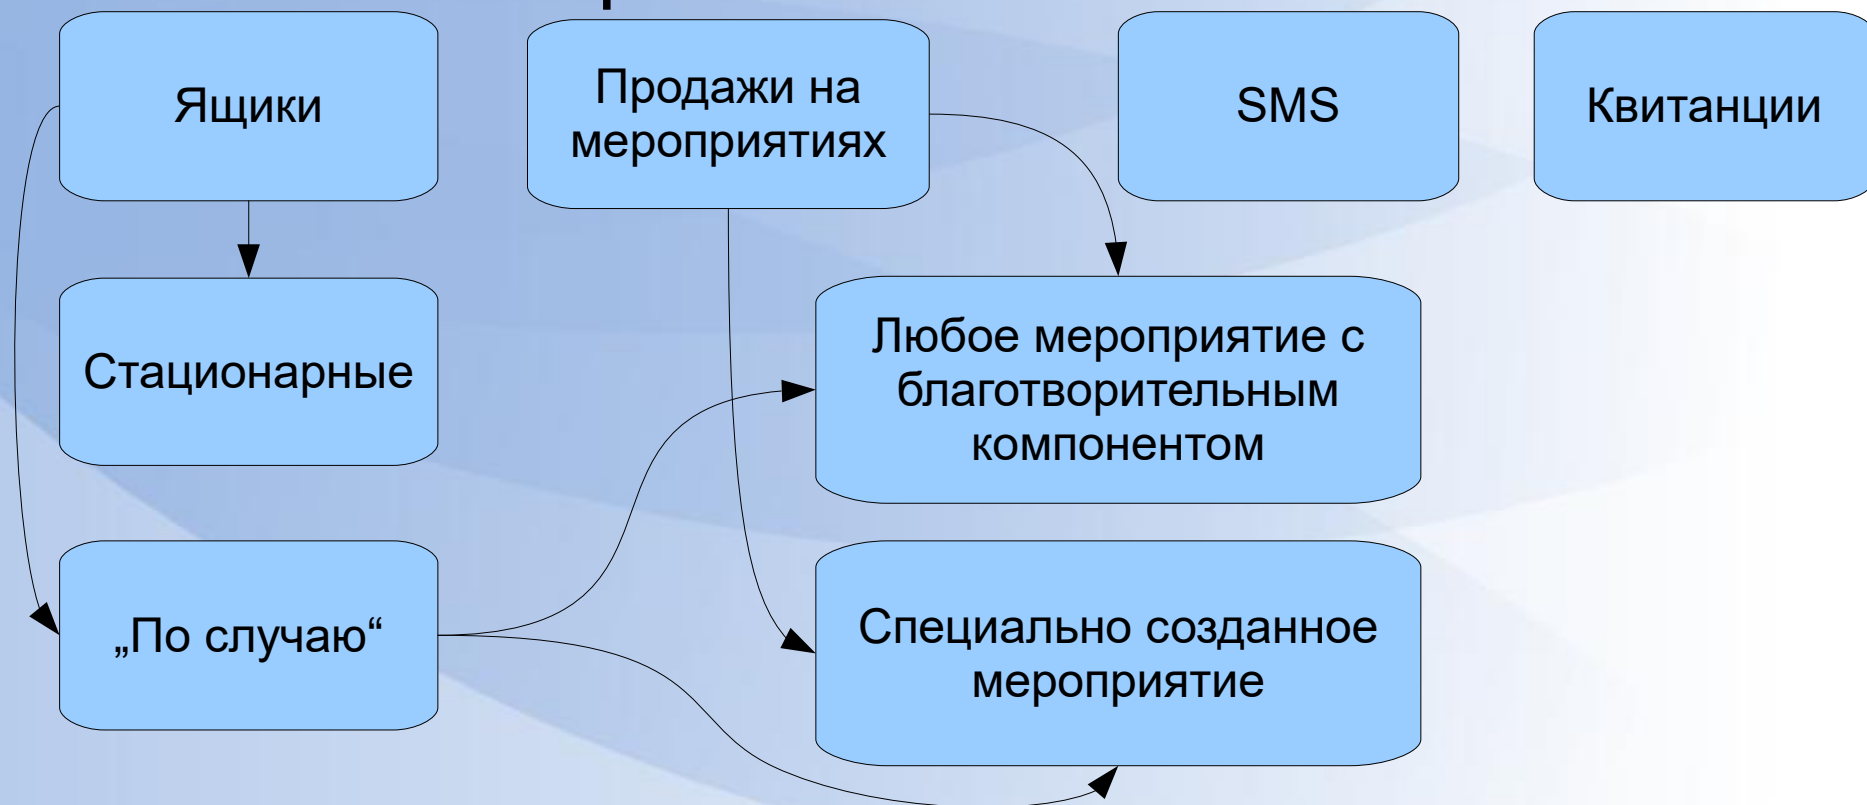 Ящики
Продажи на
мероприятиях
SMS
Квитанции
Стационарные
Любое мероприятие с
благотворительным
компонентом
„По случаю“
Специально созданное
мероприятие